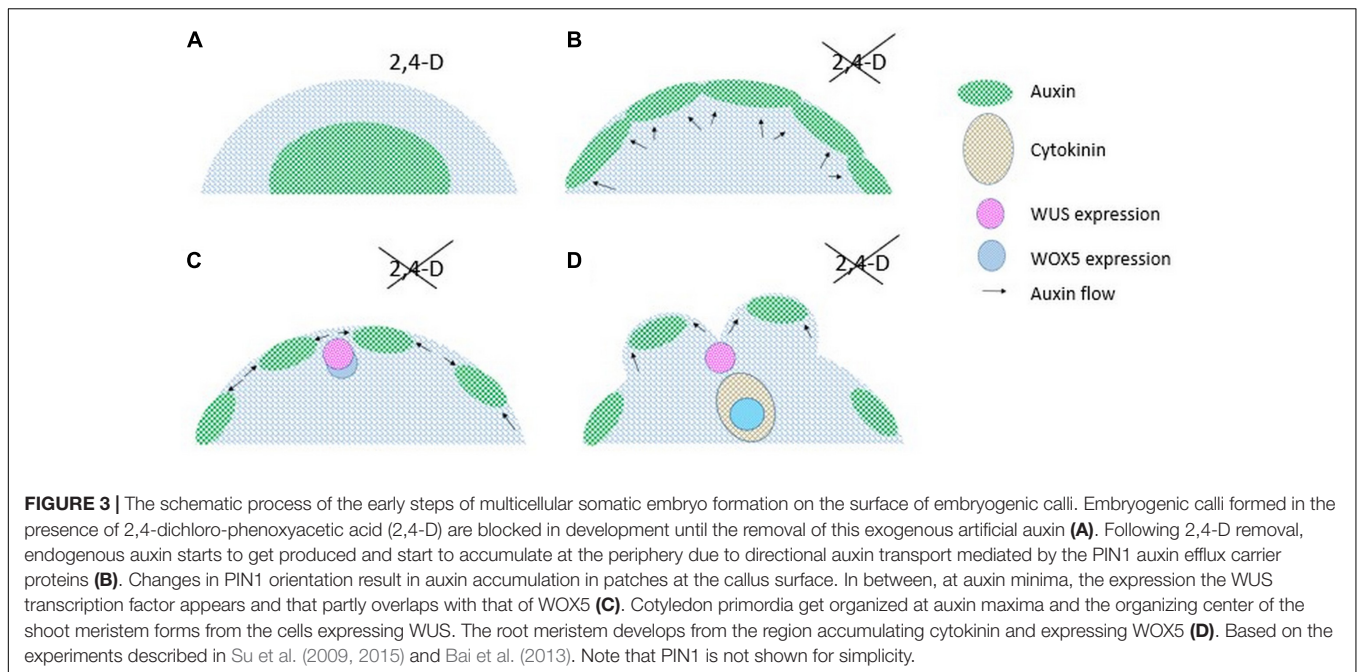 A
2,4-D
B
2,4-D
Auxin
Cytokinin
WUS expression
WOX5 expression
Auxin flow
C
2,4-D
D
2,4-D
FIGURE 3 | The schematic process of the early steps of multicellular somatic embryo formation on the surface of embryogenic calli. Embryogenic calli formed in the
presence of 2,4-dichloro-phenoxyacetic acid (2,4-D) are blocked in development until the removal of this exogenous artificial auxin (A). Following 2,4-D removal,
endogenous auxin starts to get produced and start to accumulate at the periphery due to directional auxin transport mediated by the PIN1 auxin efflux carrier
proteins (B). Changes in PIN1 orientation result in auxin accumulation in patches at the callus surface. In between, at auxin minima, the expression the WUS
transcription factor appears and that partly overlaps with that of WOX5 (C). Cotyledon primordia get organized at auxin maxima and the organizing center of the
shoot meristem forms from the cells expressing WUS. The root meristem develops from the region accumulating cytokinin and expressing WOX5 (D). Based on the
experiments described in Su et al. (2009, 2015) and Bai et al. (2013). Note that PIN1 is not shown for simplicity.